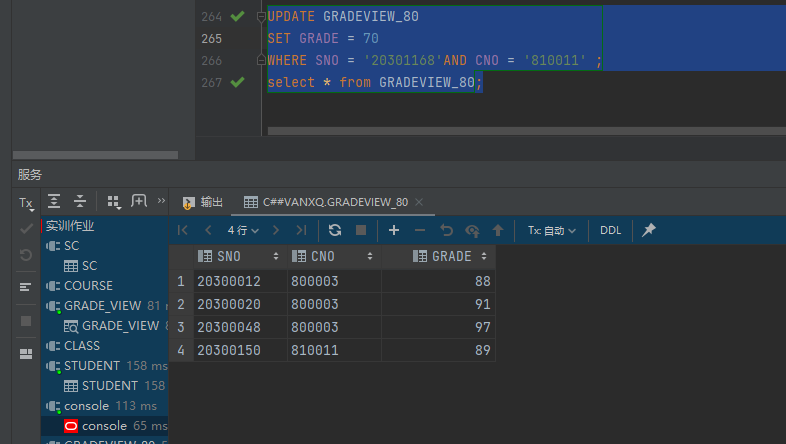 264 UPDATE GRADEVIEW_80
265 SET GRADE = 70
266 WHERE SNO = '20301168'AND CNO = '810011' ;
267 select * from GRADEVIEW_80;
服务
Tx
输出 C##VANXQ.GRADEVIEW_80
4 行 Tx: 自动 DDL
实训作业
SC
SC
COURSE
GRADE_VIEW 81 m
GRADE_VIEW
CLASS
STUDENT 158 ms
STUDENT 158
console 113 ms
console 65 ms
GRADEVIEW_80
SNO CNO GRADE
1 20300012 800003 88
2 20300020 800003 91
3 20300048 800003 97
4 20300150 810011 89